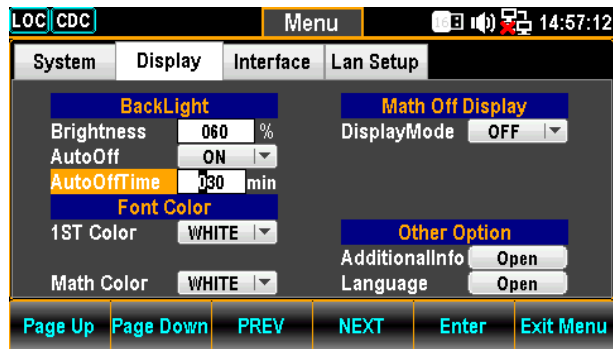 LOC CDC Menu 16 14:57:12
System Display Interface Lan Setup
BackLight Math Off Display
Brightness 060 % DisplayMode OFF
AutoOff ON
AutoOffTime 030 min
Font Color
1ST Color WHITE Other Option
AdditionalInfo Open
Math Color WHITE Language Open
Page Up Page Down PREV NEXT Enter Exit Menu